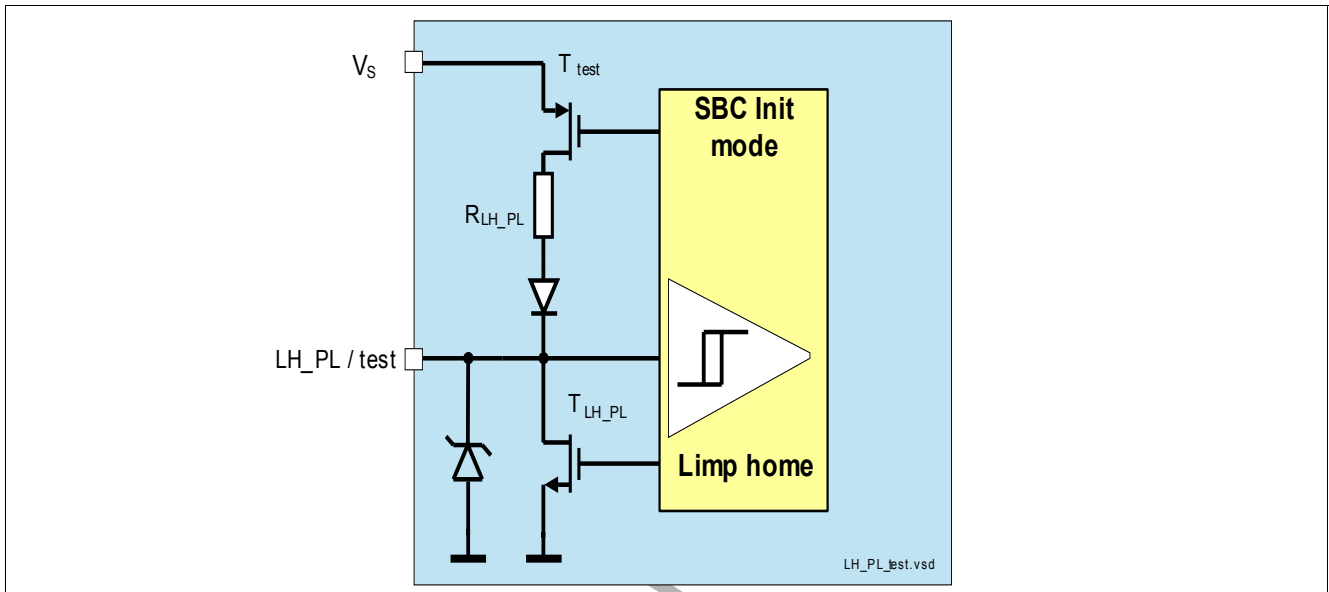 V_S
T_test
SBC Init
mode
R_LH_PL
LH_PL / test
T_LH_PL
Limp home
LH_PL_test.vsd